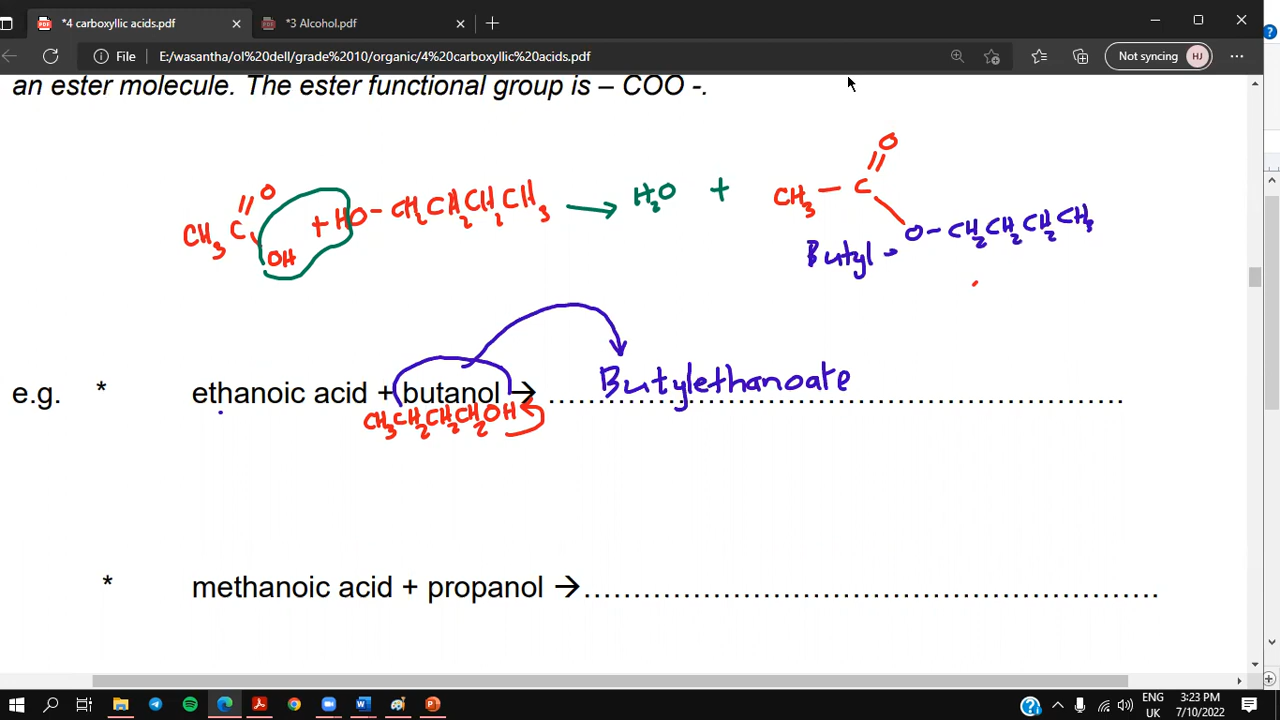 *4 carboxyllic acids.pdf
*3 Alcohol.pdf
File E:/wasantha/ol%20dell/grade%2010/organic/4%20carboxyllic%20acids.pdf Not syncing HJ
an ester molecule. The ester functional group is – COO -.
CH3 C O OH + HO - CH2CH2CH2CH3 → H2O + CH3 - C O
O - CH2CH2CH2CH3
Butyl
e.g. * ethanoic acid + butanol → Butylethanoate
CH3CH2CH2CH2OH
* methanoic acid + propanol →……………………………………………….
ENG 3:23 PM
UK 7/10/2022